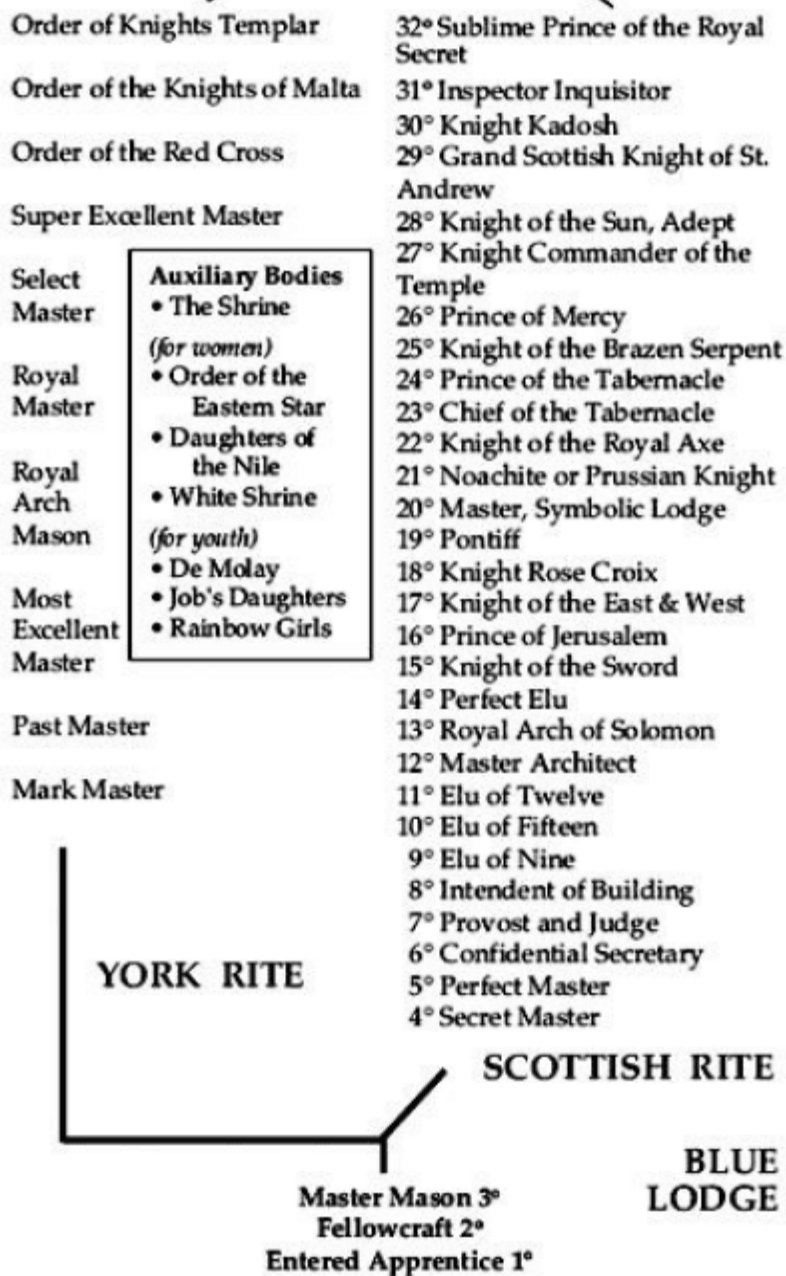 Order of Knights Templar
Order of the Knights of Malta
Order of the Red Cross
Super Excellent Master
Select
Master
Royal
Master
Royal
Arch
Mason
Most
Excellent
Master
Past Master
Mark Master
Auxiliary Bodies
• The Shrine
(for women)
• Order of the
Eastern Star
• Daughters of
the Nile
• White Shrine
(for youth)
• De Molay
• Job's Daughters
• Rainbow Girls
32° Sublime Prince of the Royal
Secret
31° Inspector Inquisitor
30° Knight Kadosh
29° Grand Scottish Knight of St.
Andrew
28° Knight of the Sun, Adept
27° Knight Commander of the
Temple
26° Prince of Mercy
25° Knight of the Brazen Serpent
24° Prince of the Tabernacle
23° Chief of the Tabernacle
22° Knight of the Royal Axe
21° Noachite or Prussian Knight
20° Master, Symbolic Lodge
19° Pontiff
18° Knight Rose Croix
17° Knight of the East & West
16° Prince of Jerusalem
15° Knight of the Sword
14° Perfect Elu
13° Royal Arch of Solomon
12° Master Architect
11° Elu of Twelve
10° Elu of Fifteen
9° Elu of Nine
8° Intendent of Building
7° Provost and Judge
6° Confidential Secretary
5° Perfect Master
4° Secret Master
YORK RITE
SCOTTISH RITE
BLUE
LODGE
Master Mason 3°
Fellowcraft 2°
Entered Apprentice 1°